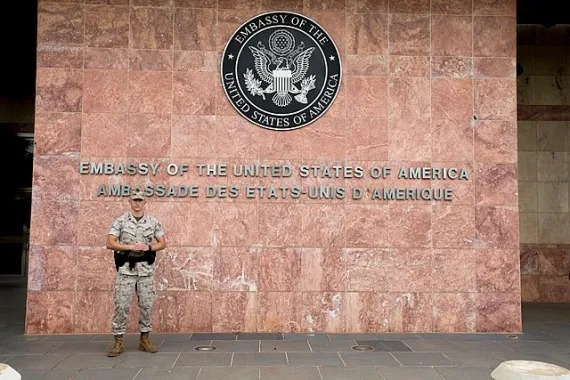 EMBASSY OF THE
UNITED STATES OF AMERICA
EMBASSY OF THE UNITED STATES OF AMERICA
AMBASSADE DES ETATS-UNIS D'AMERIQUE